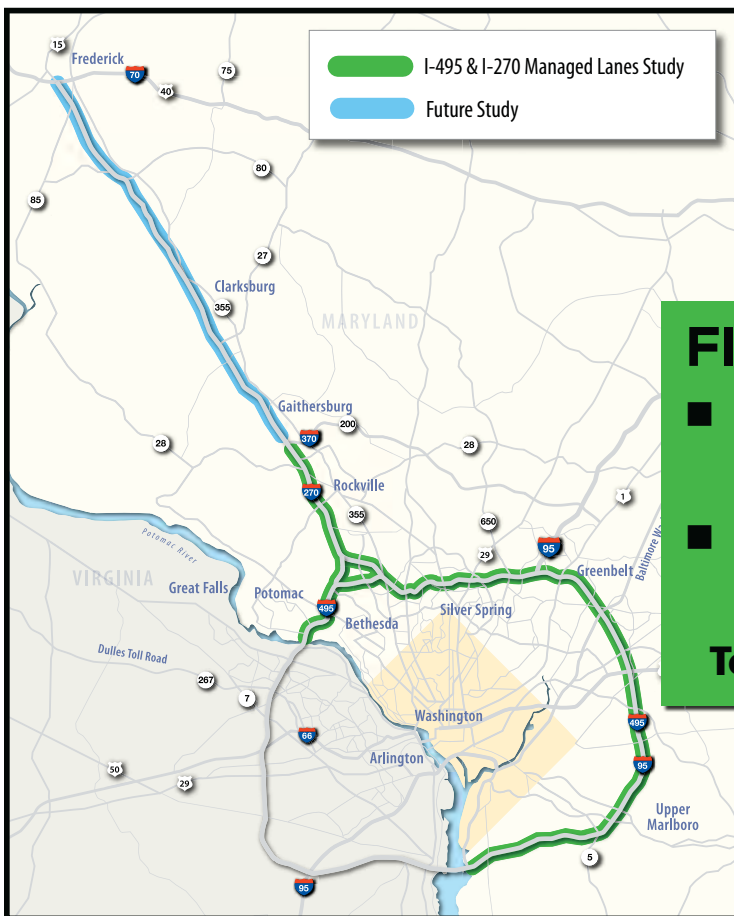 I-495 & I-270 Managed Lanes Study
Future Study
15
Frederick
70
40
75
80
85
27
Clarksburg
355
MARYLAND
Gaithersburg
370
200
28
28
270
Rockville
355
650
1
29
95
Potomac River
VIRGINIA
Great Falls
Potomac
Greenbelt
495
Silver Spring
Bethesda
Dulles Toll Road
267
7
Washington
66
495
Arlington
50
29
95
Upper
Marlboro
5
95